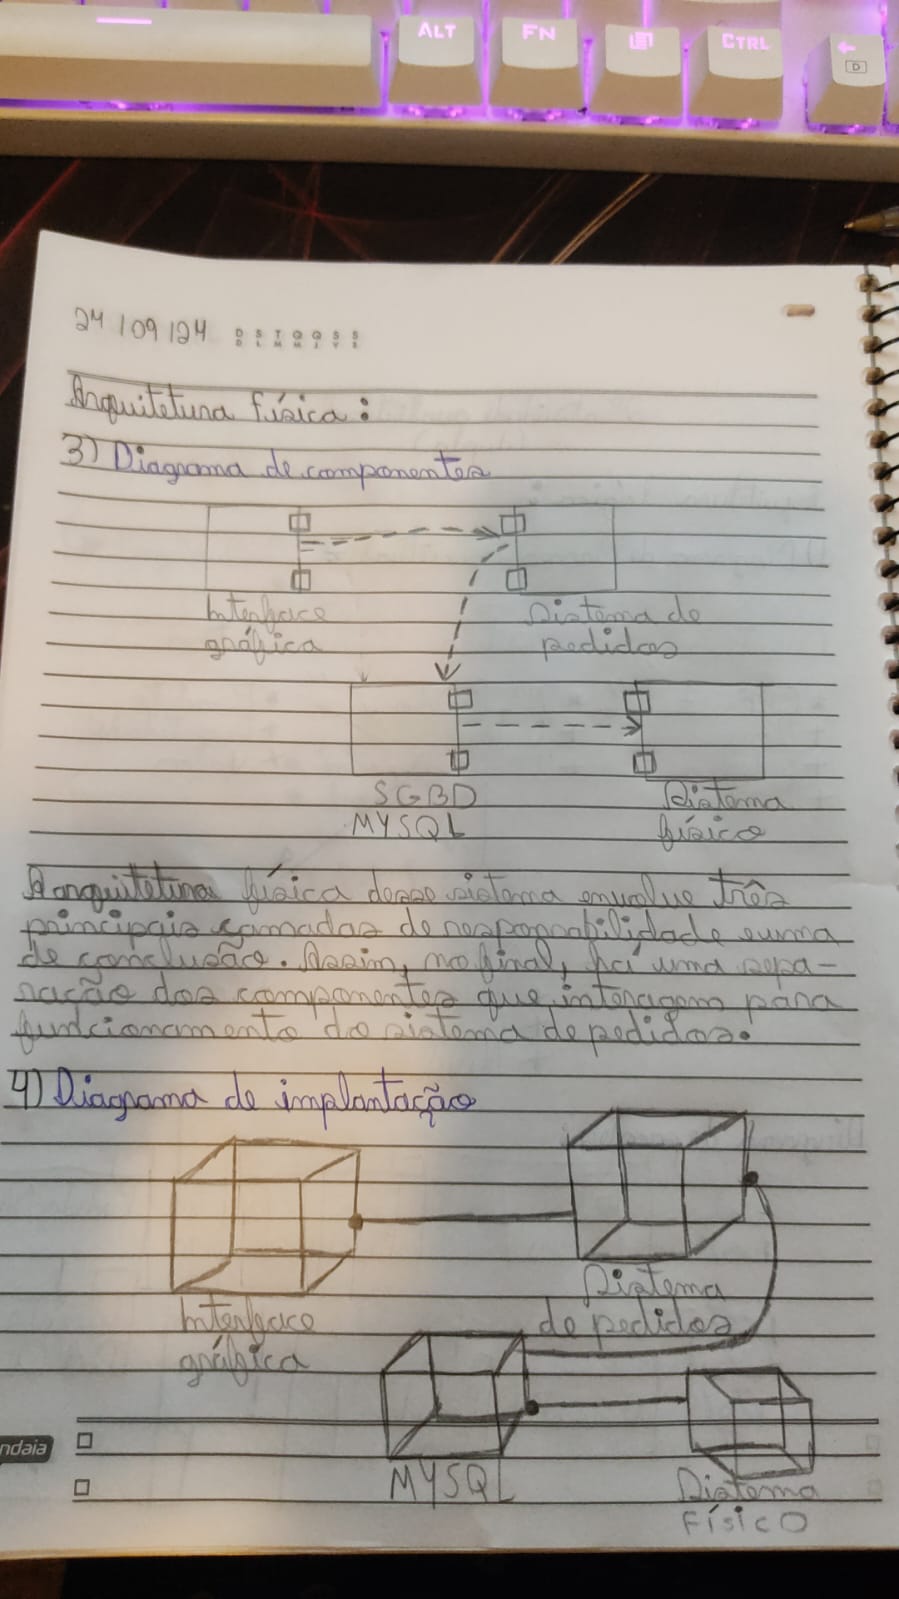 ALT FN CTRL
D
24/09/24 D S T Q Q S S
D L M M J V S
Arquitetura física:
3) Diagrama de componentes
Interface
gráfica
Sistema de
pedidos
SGBD
MYSQL
Sistema
físico
A arquitetura física desse sistema envolve três
principais camadas de responsabilidade e uma
de conclusão. Assim, no final, há uma sepa-
ração dos componentes que interagem para
funcionamento do sistema de pedidos.
4) Diagrama de implantação
Interface
gráfica
Sistema
de pedidos
MYSQL
Sistema
FísicO
ndaia